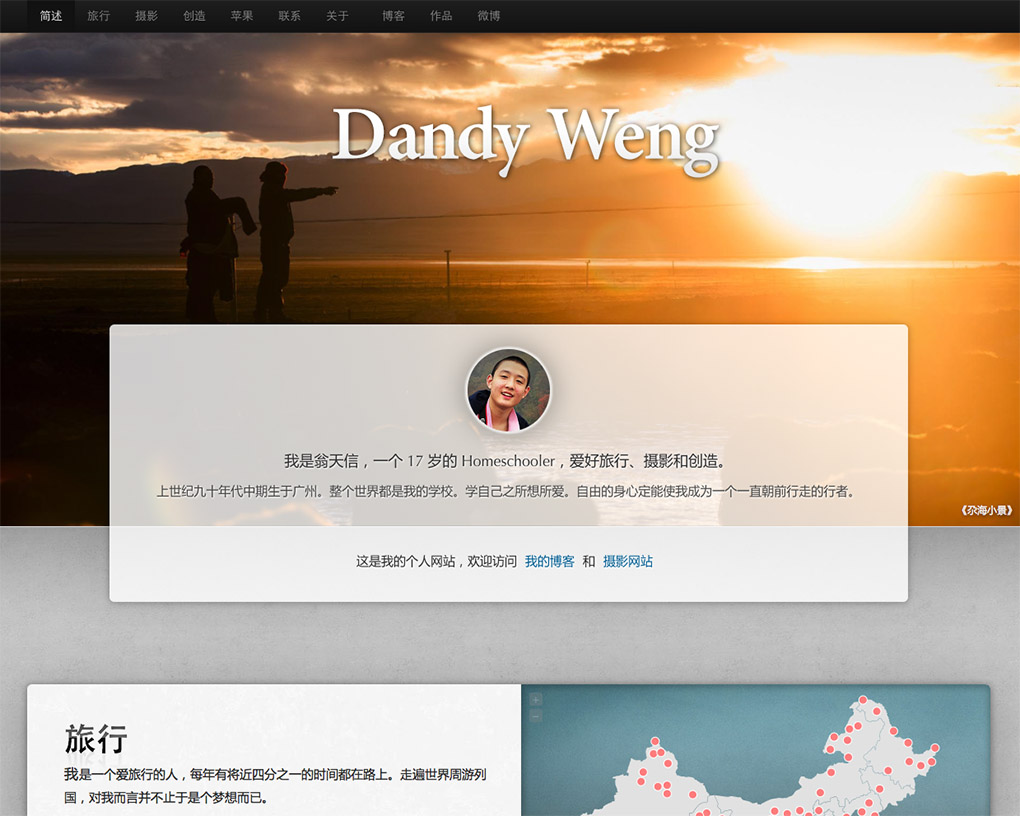 简述 旅行 摄影 创造 苹果 联系 关于 博客 作品 微博
Dandy Weng
我是翁天信，一个 17 岁的 Homeschooler，爱好旅行、摄影和创造。
上世纪九十年代中期生于广州。整个世界都是我的学校。学自己之所想所爱。自由的身心定能使我成为一个一直朝前行走的行者。
《尕海小景》
这是我的个人网站，欢迎访问 我的博客 和 摄影网站
旅行
我是一个爱旅行的人，每年有将近四分之一的时间都在路上。走遍世界周游列
国，对我而言并不止于是个梦想而已。
+
−